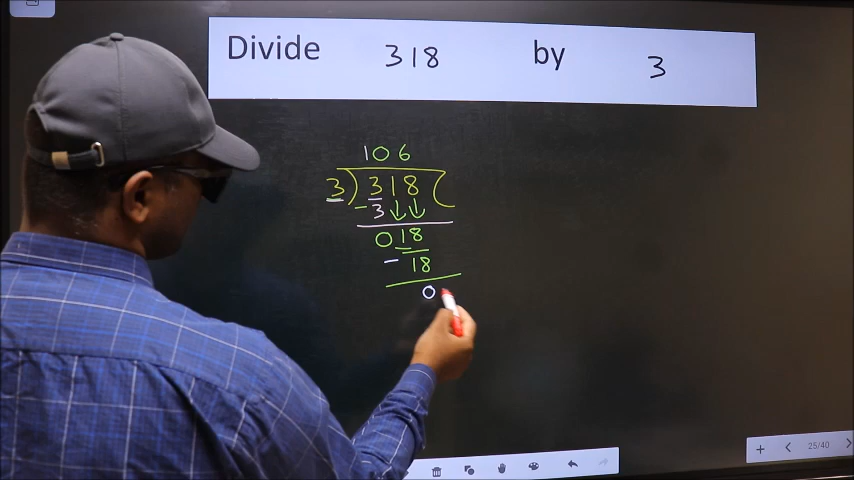 Divide 318 by 3
106
3) 318 (
- 3 ↓ ↓
018
- 18
0
25/40